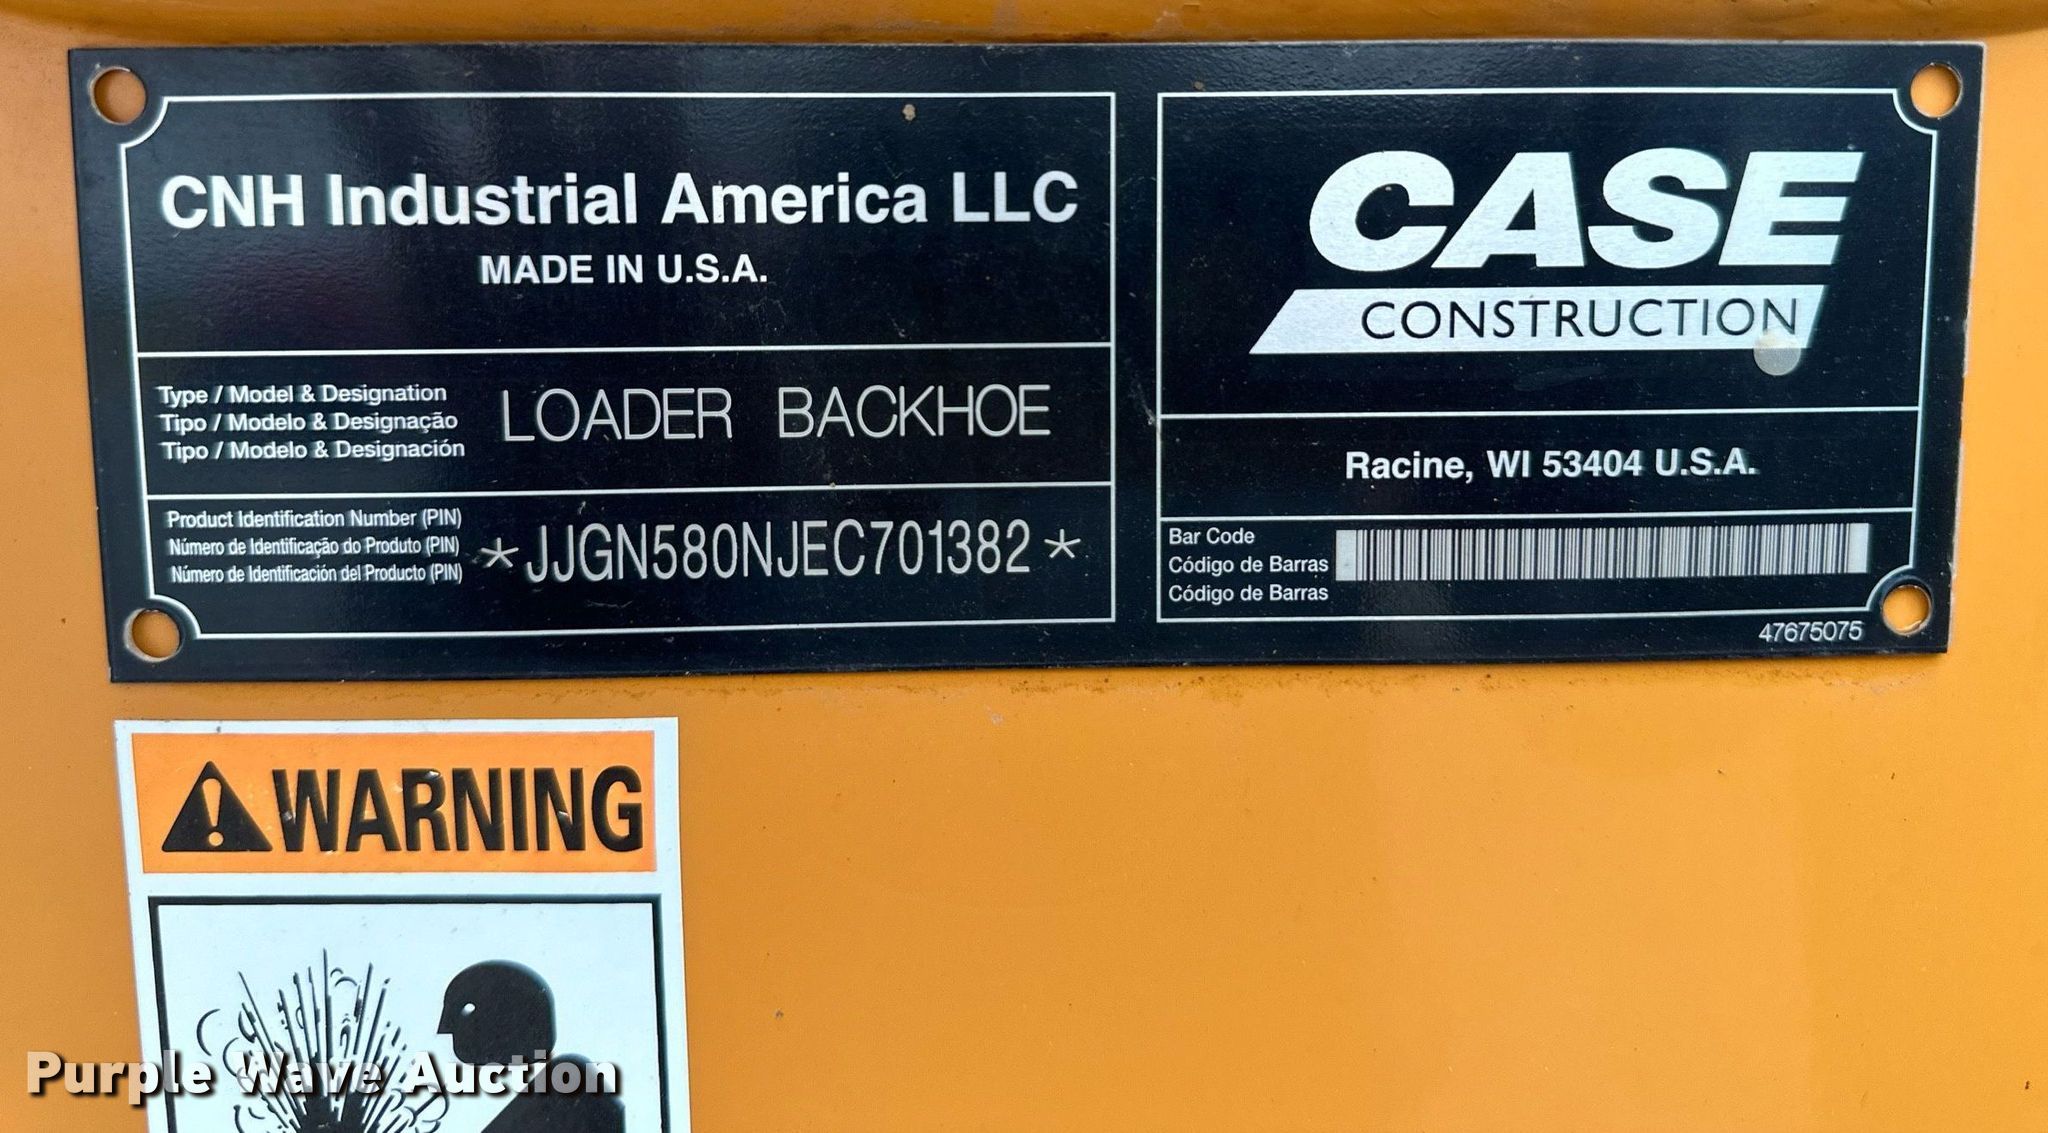 CNH Industrial America LLC
MADE IN U.S.A.
Type / Model & Designation
Tipo / Modelo & Designação
Tipo / Modelo & Designación
LOADER BACKHOE
Product Identification Number (PIN)
Número de Identificação do Produto (PIN)
Número de Identificación del Producto (PIN)
*JJGN580NJEC701382*
CASE
CONSTRUCTION
Racine, WI 53404 U.S.A.
Bar Code
Código de Barras
Código de Barras
47675075
WARNING
Purple Wave Auction